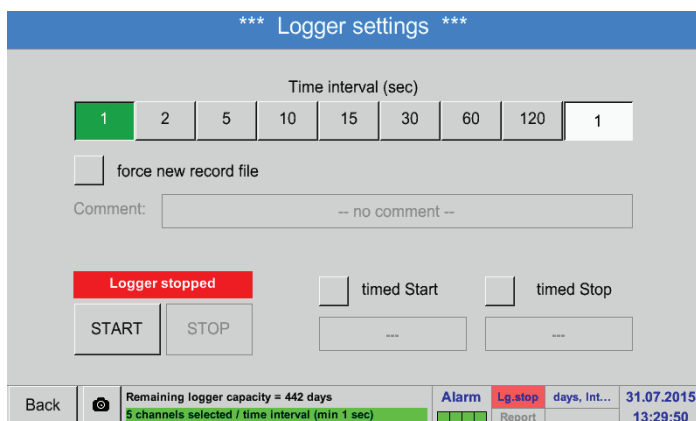 *** Logger settings ***
Time interval (sec)
1 2 5 10 15 30 60 120 1
force new record file
Comment: -- no comment --
Logger stopped
timed Start timed Stop
START STOP --- ---
Back Remaining logger capacity = 442 days Alarm Lg.stop days, Int... 31.07.2015
5 channels selected / time interval (min 1 sec) Report 13:29:50